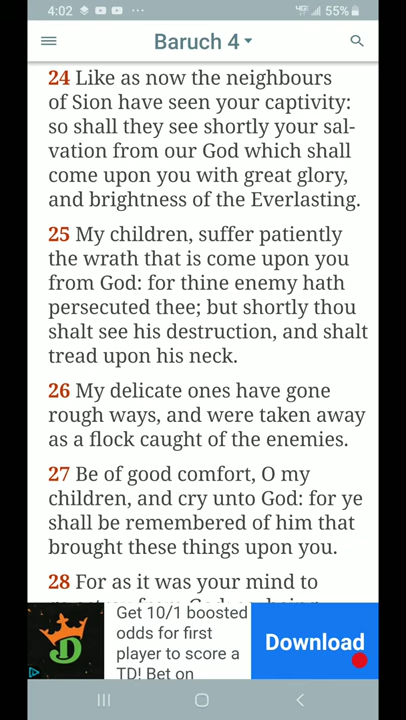 4:02 55%
Baruch 4
24 Like as now the neighbours
of Sion have seen your captivity:
so shall they see shortly your sal-
vation from our God which shall
come upon you with great glory,
and brightness of the Everlasting.
25 My children, suffer patiently
the wrath that is come upon you
from God: for thine enemy hath
persecuted thee; but shortly thou
shalt see his destruction, and shalt
tread upon his neck.
26 My delicate ones have gone
rough ways, and were taken away
as a flock caught of the enemies.
27 Be of good comfort, O my
children, and cry unto God: for ye
shall be remembered of him that
brought these things upon you.
28 For as it was your mind to
Get 10/1 boosted
odds for first
player to score a
TD! Bet on
Download